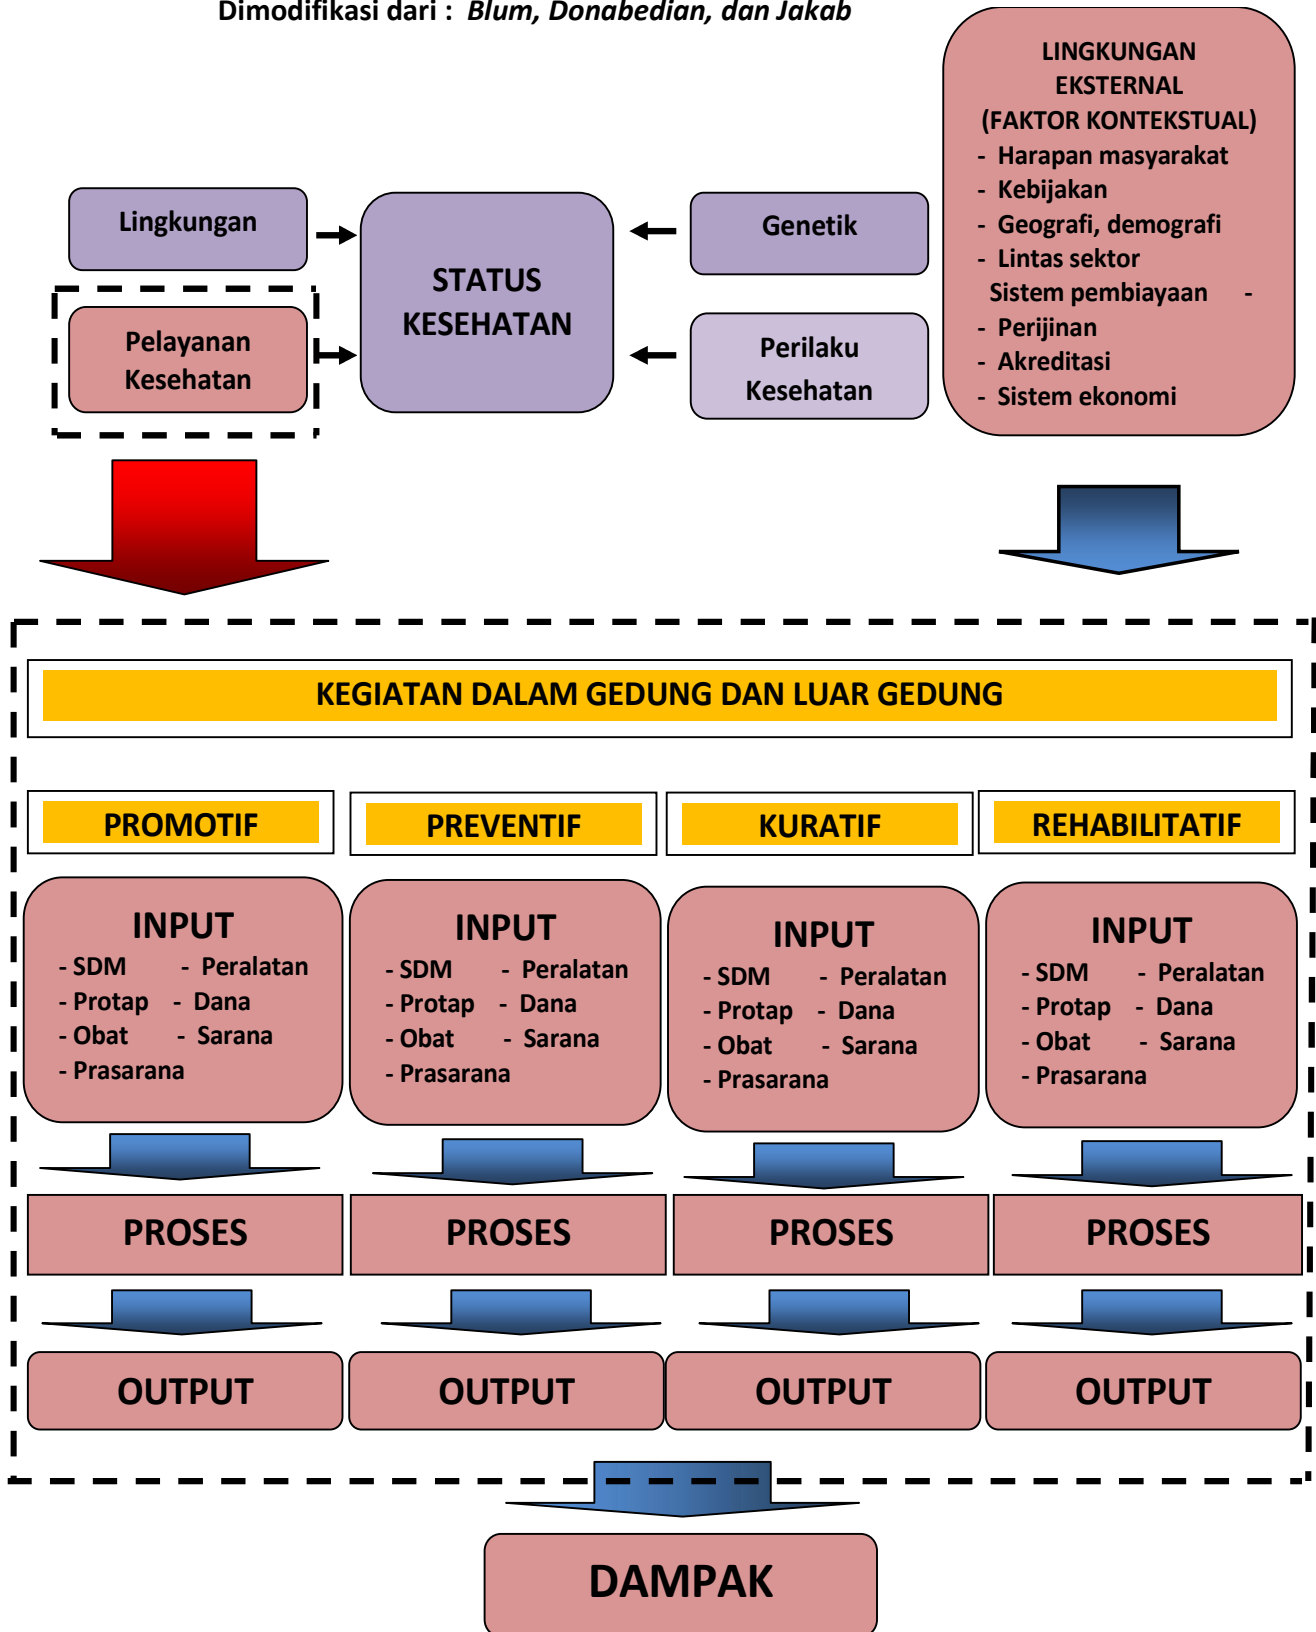 Dimodifikasi dari : Blum, Donabedian, dan Jakab
LINGKUNGAN
EKSTERNAL
(FAKTOR KONTEKSTUAL)
- Harapan masyarakat
- Kebijakan
- Geografi, demografi
- Lintas sektor
Sistem pembiayaan -
- Perijinan
- Akreditasi
- Sistem ekonomi
Lingkungan
Pelayanan
Kesehatan
STATUS
KESEHATAN
Genetik
Perilaku
Kesehatan
KEGIATAN DALAM GEDUNG DAN LUAR GEDUNG
PROMOTIF
INPUT
- SDM - Peralatan
- Protap - Dana
- Obat - Sarana
- Prasarana
PROSES
OUTPUT
PREVENTIF
INPUT
- SDM - Peralatan
- Protap - Dana
- Obat - Sarana
- Prasarana
PROSES
OUTPUT
KURATIF
INPUT
- SDM - Peralatan
- Protap - Dana
- Obat - Sarana
- Prasarana
PROSES
OUTPUT
REHABILITATIF
INPUT
- SDM - Peralatan
- Protap - Dana
- Obat - Sarana
- Prasarana
PROSES
OUTPUT
DAMPAK